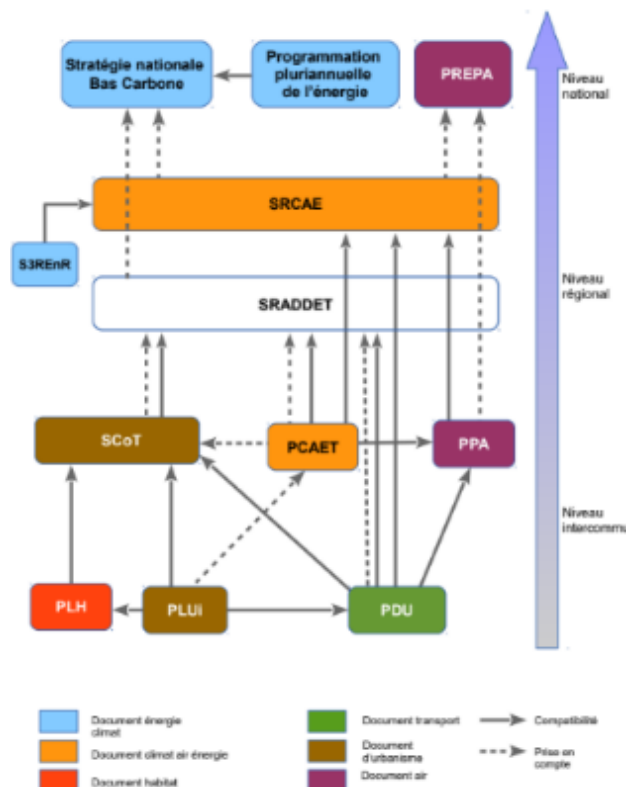 Stratégie nationale
Bas Carbone
Programmation
pluriannuelle
de l'énergie
PREPA
Niveau
national
SRCAE
S3REnR
Niveau
régional
SRADDET
SCoT
PCAET
PPA
Niveau
intercommu
PLH
PLUi
PDU
Document énergie
climat
Document climat air énergie
Document habitat
Document transport
Document
d'urbanisme
Document air
Compatibilité
Prise en
compte